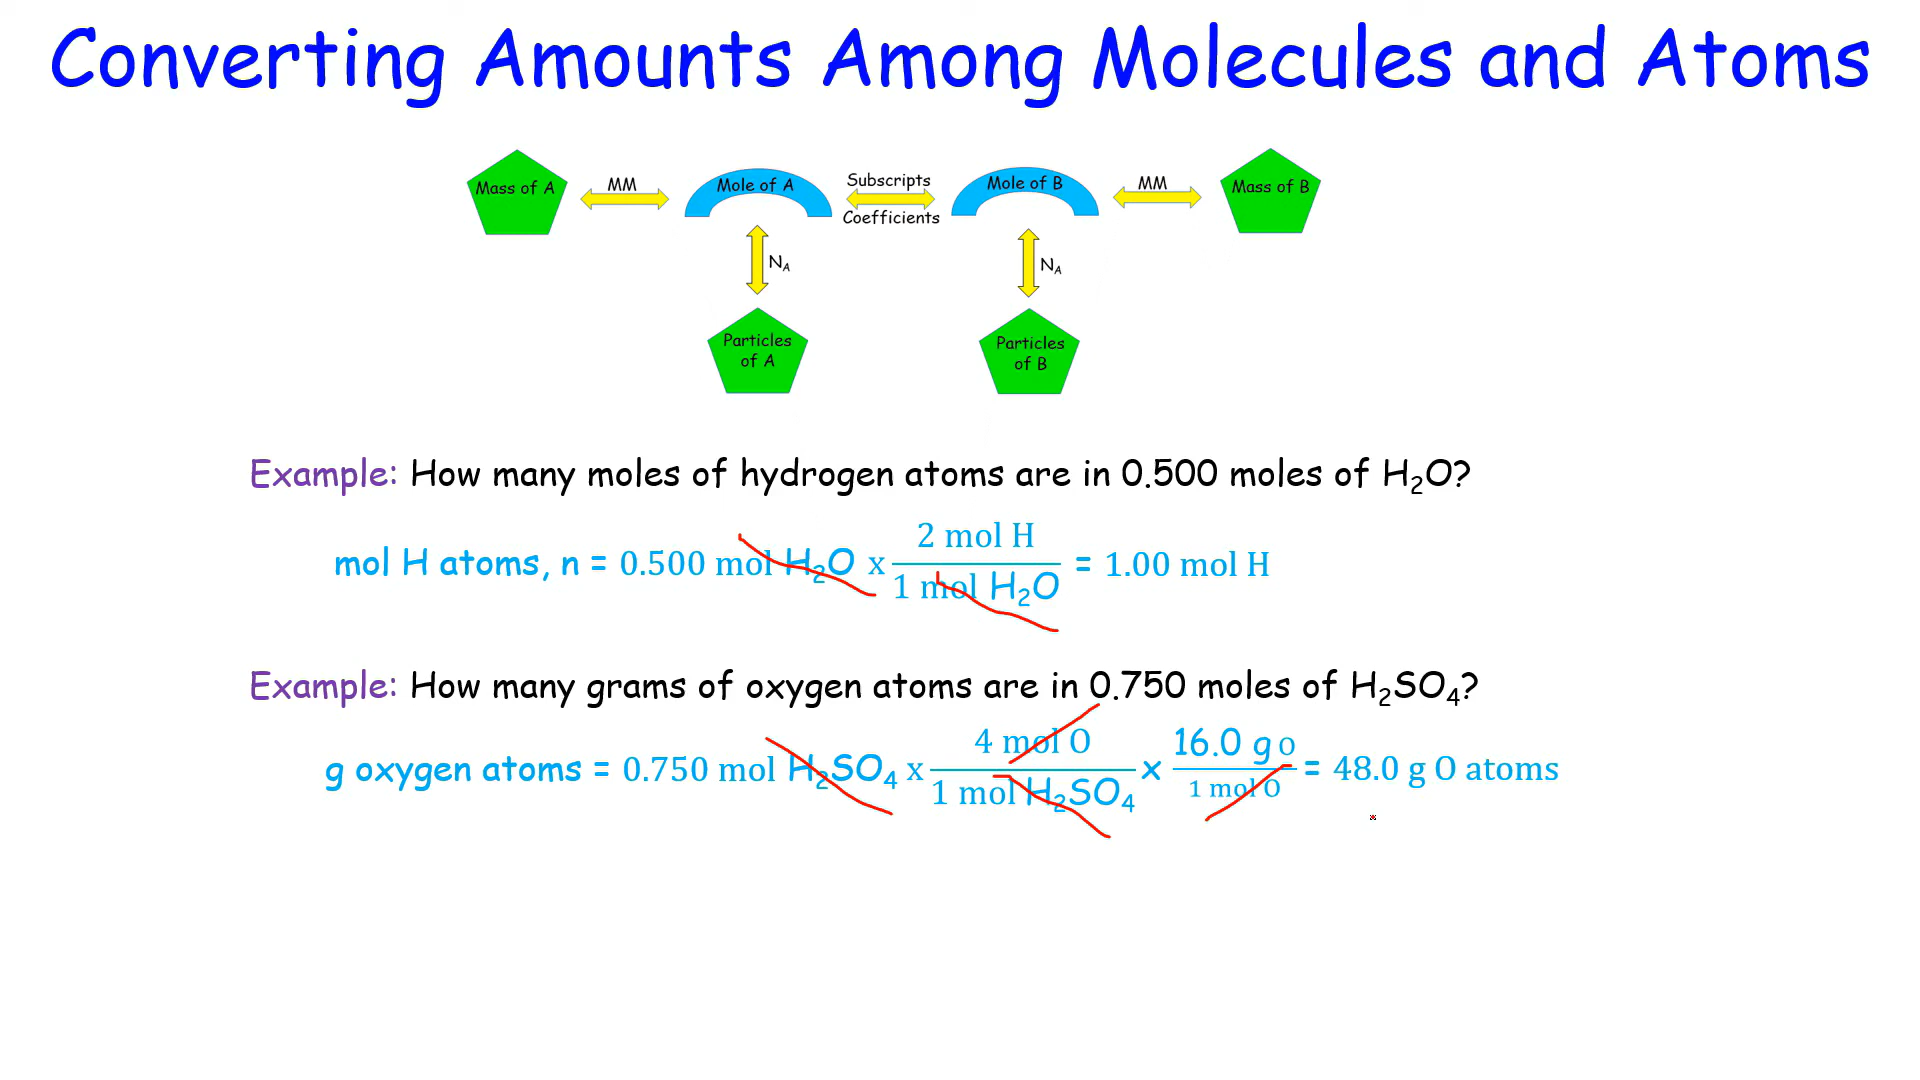 Converting Amounts Among Molecules and Atoms
Mass of A
MM
Mole of A
Subscripts
Coefficients
Mole of B
MM
Mass of B
N_A
N_A
Particles
of A
Particles
of B
Example: How many moles of hydrogen atoms are in 0.500 moles of H₂O?
mol H atoms, n = 0.500 mol H₂O x 2 mol H / 1 mol H₂O = 1.00 mol H
Example: How many grams of oxygen atoms are in 0.750 moles of H₂SO₄?
g oxygen atoms = 0.750 mol H₂SO₄ x 4 mol O / 1 mol H₂SO₄ x 16.0 g O / 1 mol O = 48.0 g O atoms